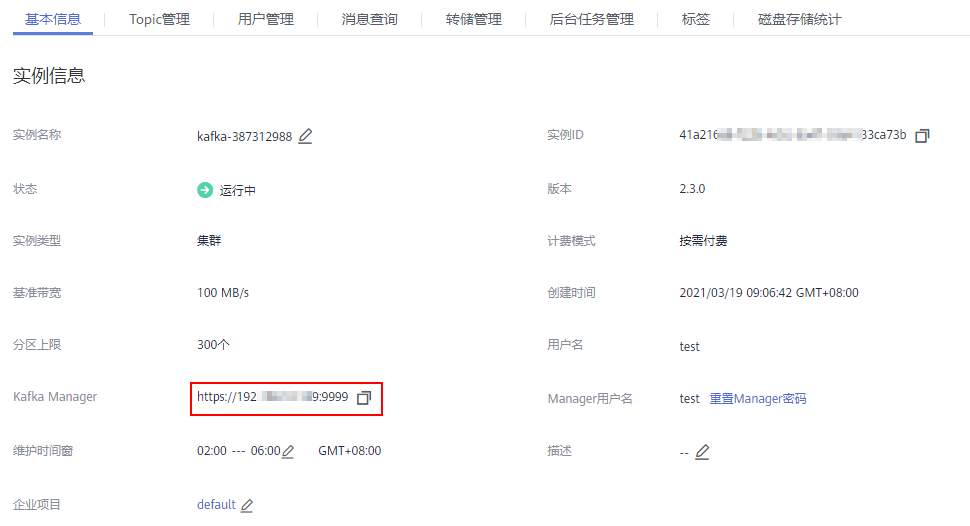 基本信息 Topic管理 用户管理 消息查询 转储管理 后台任务管理 标签 磁盘存储统计
实例信息
实例名称 kafka-387312988 实例ID 41a216 33ca73b
状态 运行中 版本 2.3.0
实例类型 集群 计费模式 按需付费
基准带宽 100 MB/s 创建时间 2021/03/19 09:06:42 GMT+08:00
分区上限 300个 用户名 test
Kafka Manager https://192 9:9999 Manager用户名 test 重置Manager密码
维护时间窗 02:00 --- 06:00 GMT+08:00 描述 --
企业项目 default